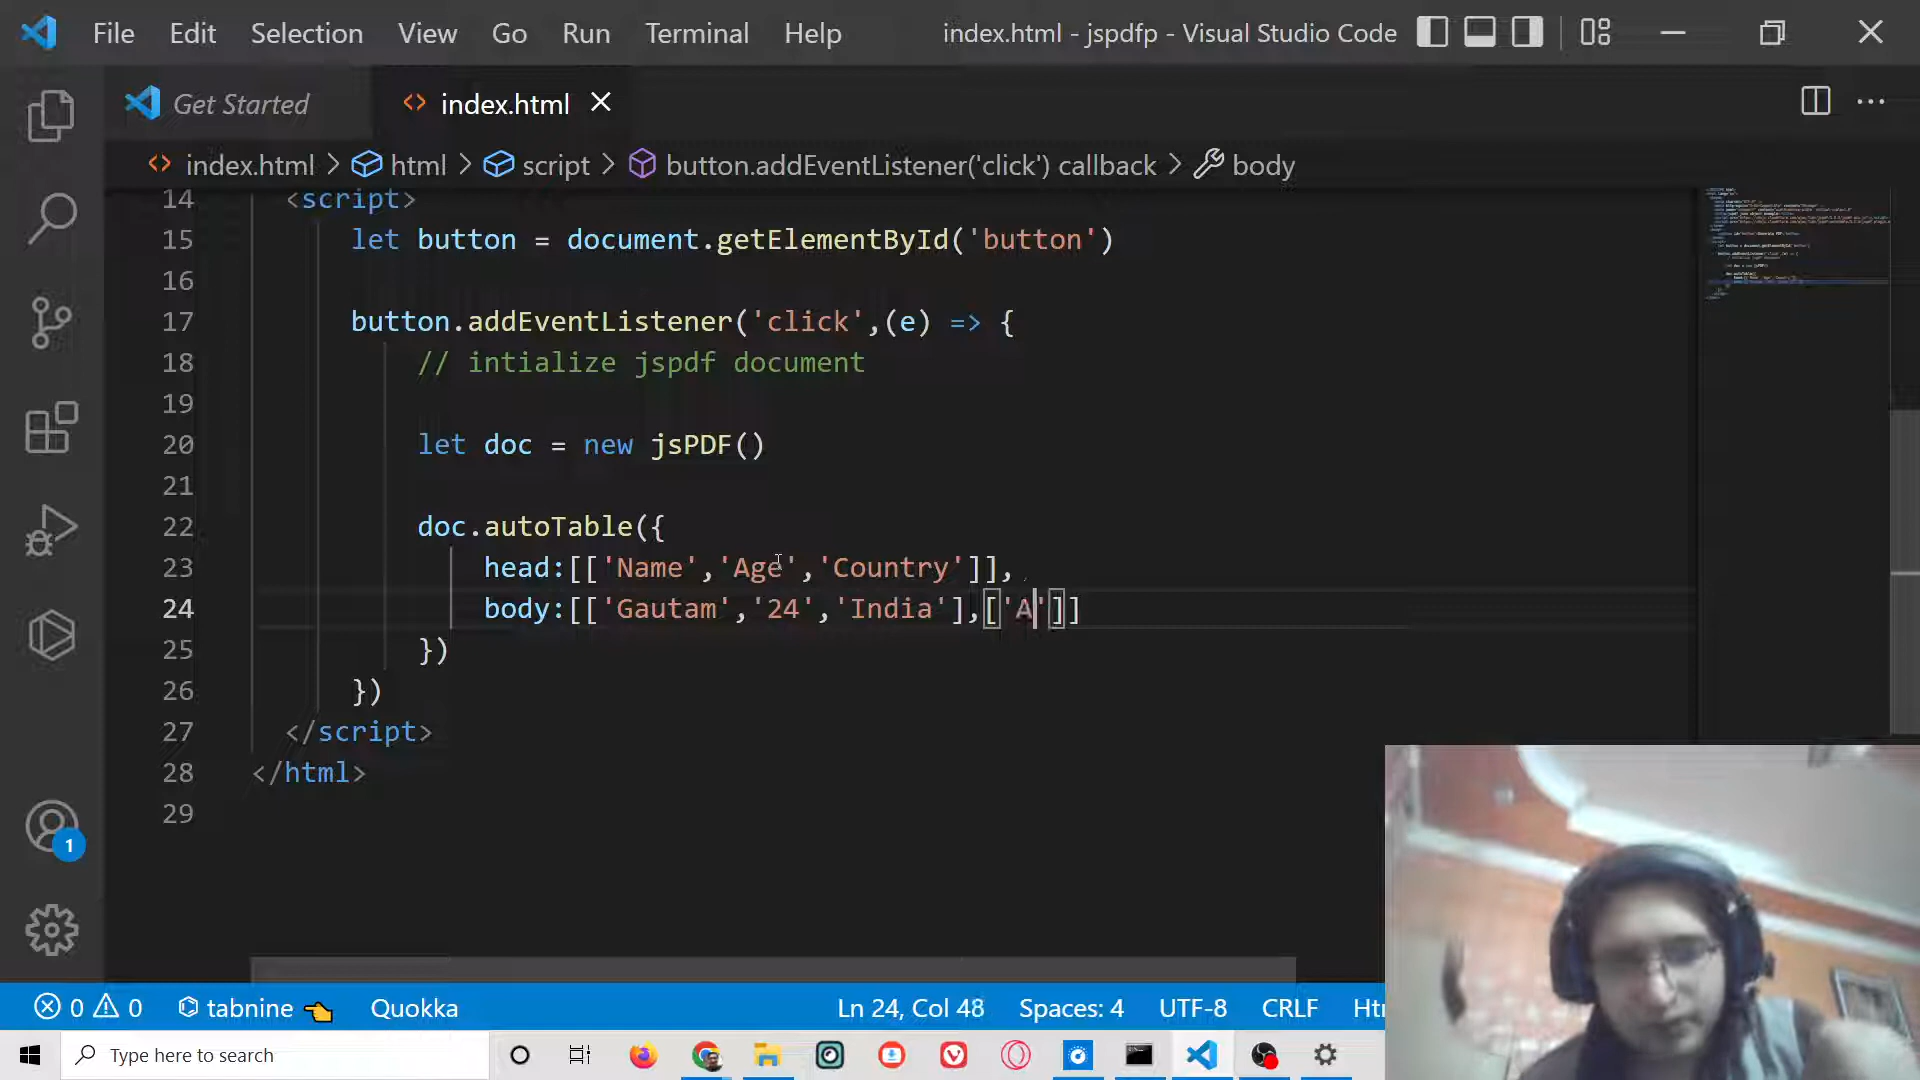 File Edit Selection View Go Run Terminal Help index.html - jspdfp - Visual Studio Code
Get Started index.html
index.html > html > script > button.addEventListener('click') callback > body
14 <script>
15 let button = document.getElementById('button')
16
17 button.addEventListener('click',(e) => {
18 // intialize jspdf document
19
20 let doc = new jsPDF()
21
22 doc.autoTable({
23 head:[['Name','Age','Country']],
24 body:[['Gautam','24','India'],['A']]
25 })
26 })
27 </script>
28 </html>
29
1
0 0 tabnine Quokka Ln 24, Col 48 Spaces: 4 UTF-8 CRLF
Type here to search